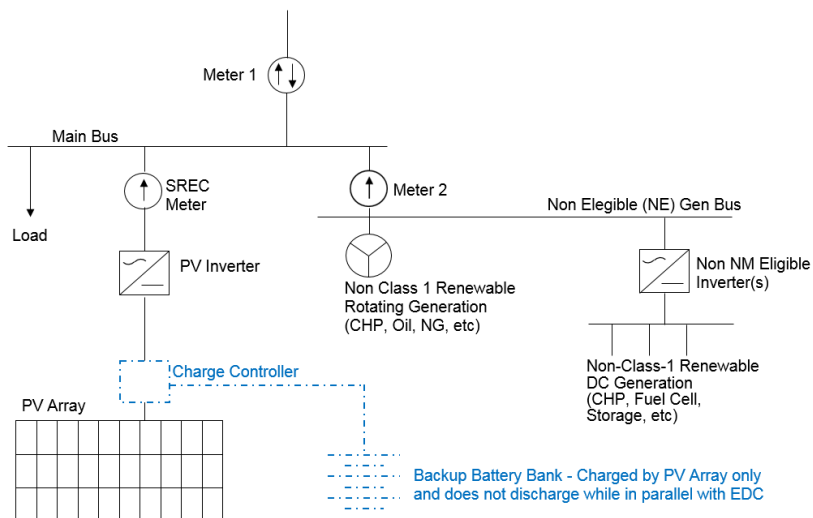 Meter 1
Main Bus
SREC
Meter
Meter 2
Non Elegible (NE) Gen Bus
Load
PV Inverter
Non NM Eligible
Inverter(s)
Non Class 1 Renewable
Rotating Generation
(CHP, Oil, NG, etc)
Charge Controller
Non-Class-1 Renewable
DC Generation
(CHP, Fuel Cell,
Storage, etc)
PV Array
Backup Battery Bank - Charged by PV Array only
and does not discharge while in parallel with EDC